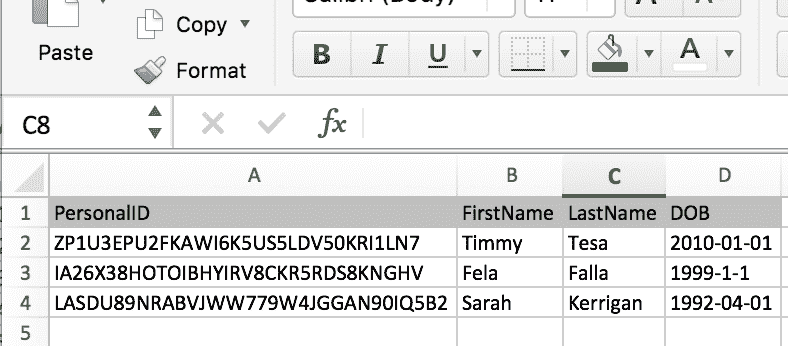 Paste
Copy
Format
B I U A
C8 fx
A B C D
1 PersonalID FirstName LastName DOB
2 ZP1U3EPU2FKAWI6K5US5LDV50KRI1LN7 Timmy Tesa 2010-01-01
3 IA26X38HOTOIBHYIRV8CKR5RDS8KNGHV Fela Falla 1999-1-1
4 LASDU89NRABVJWW779W4JGGAN90IQ5B2 Sarah Kerrigan 1992-04-01
5